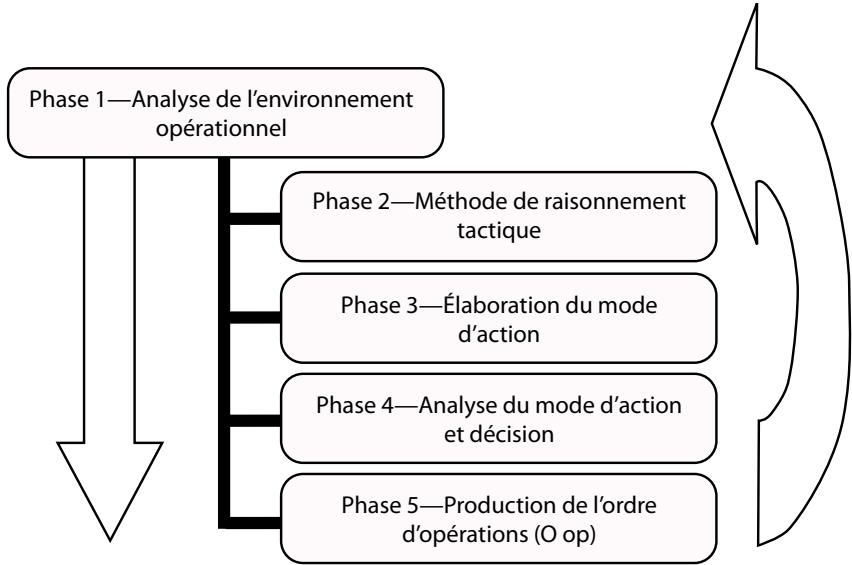 Phase 1—Analyse de l’environnement
opérationnel
Phase 2—Méthode de raisonnement
tactique
Phase 3—Élaboration du mode
d’action
Phase 4—Analyse du mode d’action
et décision
Phase 5—Production de l’ordre
d’opérations (O op)